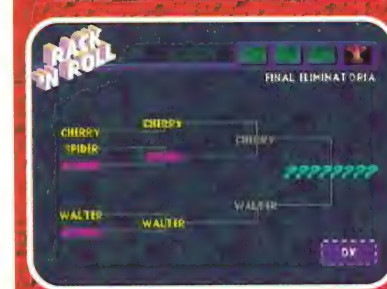 RACK
'N ROLL
FINAL ELIMINATORIA
CHERRY
CHERRY
SPIDER
CHERRY
????????
WALTER
WALTER
WALTER
OK